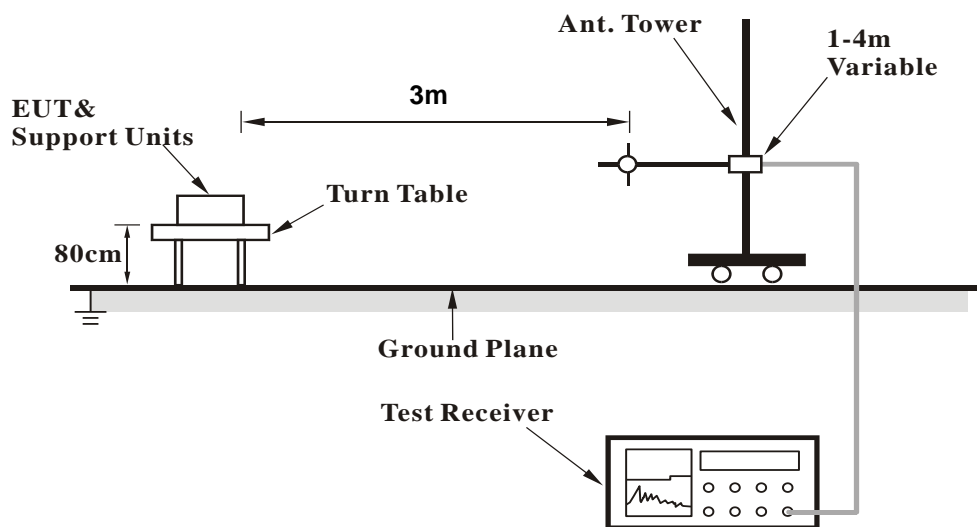 Ant. Tower
1-4m
Variable
3m
EUT&
Support Units
Turn Table
80cm
Ground Plane
Test Receiver